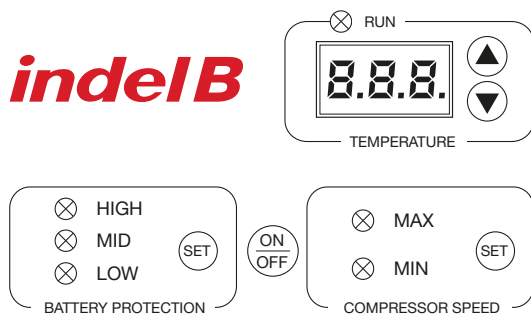 RUN
indel B
8.8.8.
TEMPERATURE
HIGH
MID
LOW
SET
BATTERY PROTECTION
ON
OFF
MAX
MIN
SET
COMPRESSOR SPEED